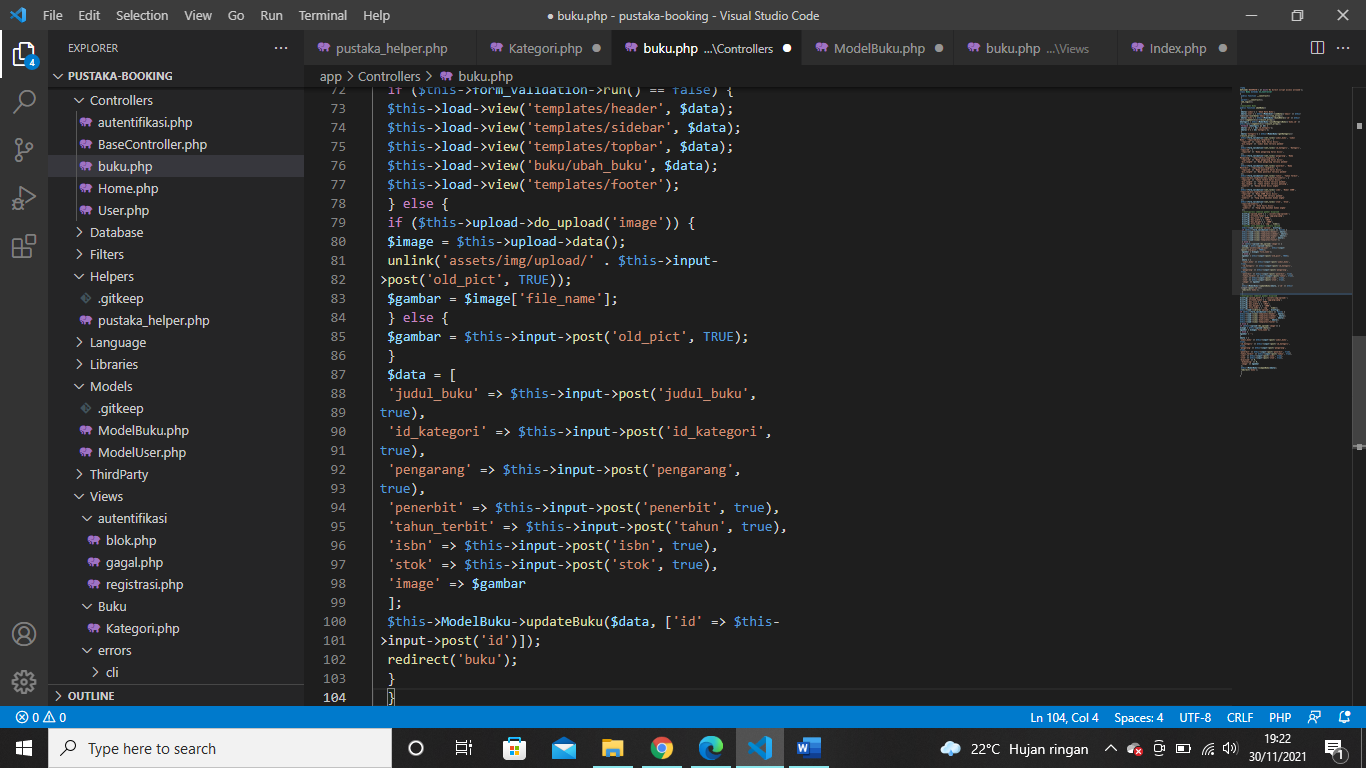 File Edit Selection View Go Run Terminal Help
● buku.php - pustaka-booking - Visual Studio Code
EXPLORER
PUSTAKA-BOOKING
Controllers
autentifikasi.php
BaseController.php
buku.php
Home.php
User.php
Database
Filters
Helpers
.gitkeep
pustaka_helper.php
Language
Libraries
Models
.gitkeep
ModelBuku.php
ModelUser.php
ThirdParty
Views
autentifikasi
blok.php
gagal.php
registrasi.php
Buku
Kategori.php
errors
cli
OUTLINE
4
pustaka_helper.php Kategori.php ● buku.php ...\Controllers ● ModelBuku.php ● buku.php ...\Views Index.php ●
app > Controllers > buku.php
72 if ($this->form_validation->run() == false) {
73 $this->load->view('templates/header', $data);
74 $this->load->view('templates/sidebar', $data);
75 $this->load->view('templates/topbar', $data);
76 $this->load->view('buku/ubah_buku', $data);
77 $this->load->view('templates/footer');
78 } else {
79 if ($this->upload->do_upload('image')) {
80 $image = $this->upload->data();
81 unlink('assets/img/upload/' . $this->input-
82 >post('old_pict', TRUE));
83 $gambar = $image['file_name'];
84 } else {
85 $gambar = $this->input->post('old_pict', TRUE);
86 }
87 $data = [
88 'judul_buku' => $this->input->post('judul_buku',
89 true),
90 'id_kategori' => $this->input->post('id_kategori',
91 true),
92 'pengarang' => $this->input->post('pengarang',
93 true),
94 'penerbit' => $this->input->post('penerbit', true),
95 'tahun_terbit' => $this->input->post('tahun', true),
96 'isbn' => $this->input->post('isbn', true),
97 'stok' => $this->input->post('stok', true),
98 'image' => $gambar
99 ];
100 $this->ModelBuku->updateBuku($data, ['id' => $this-
101 >input->post('id')]);
102 redirect('buku');
103 }
104 }
0 0 Ln 104, Col 4 Spaces: 4 UTF-8 CRLF PHP
Type here to search
22°C Hujan ringan
19:22
30/11/2021
1